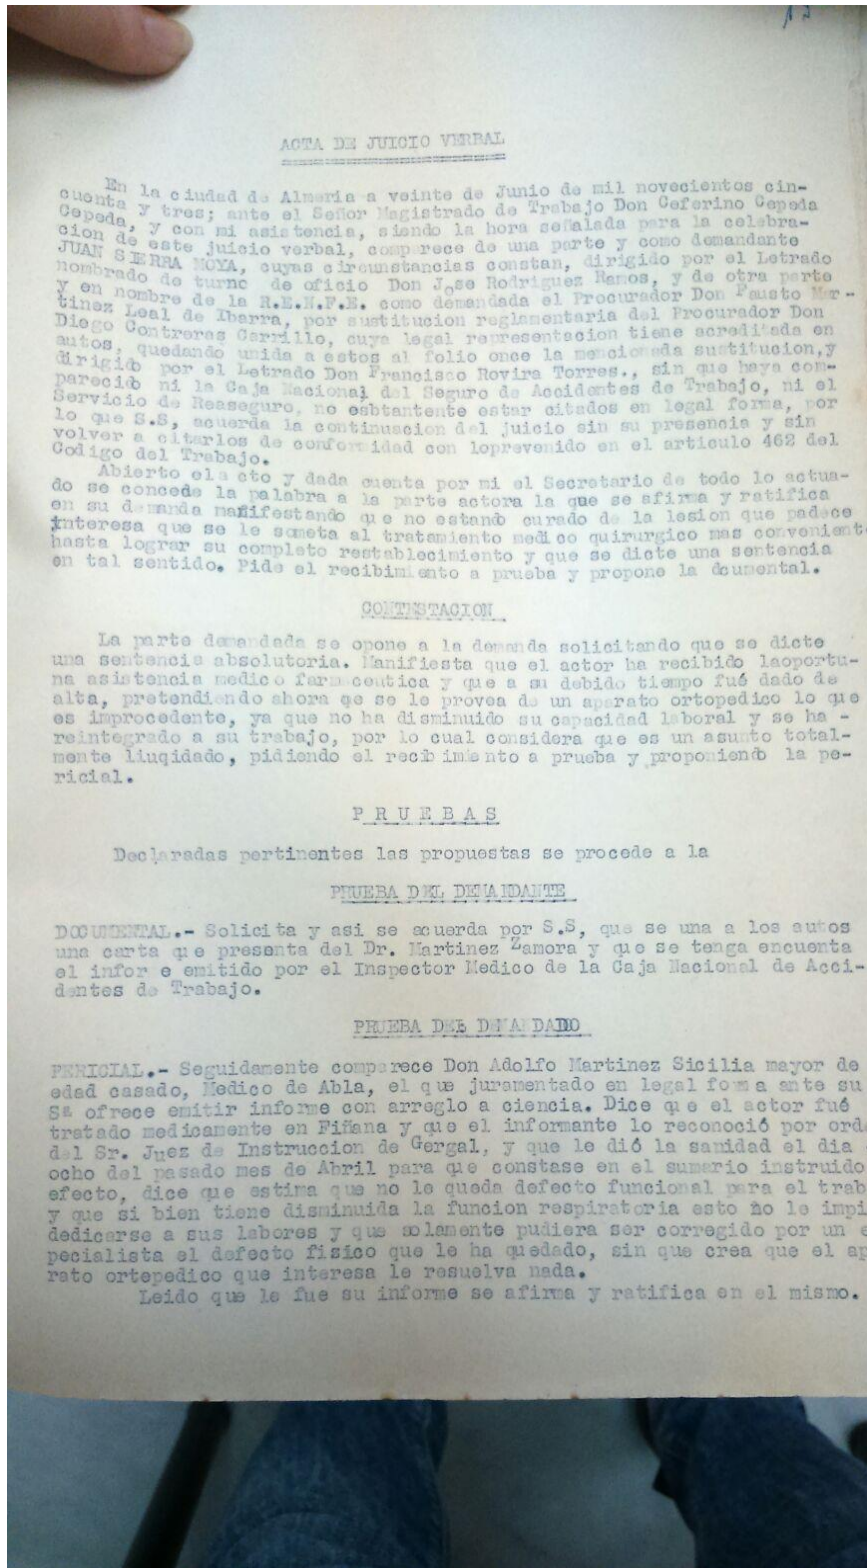 ACTA DE JUICIO VERBAL
En la ciudad de Almeria a veinte de Junio de mil novecientos cin-
cuenta y tres; ante el Señor Magistrado de Trabajo Don Ceferino Cepeda
Cepeda, y con mi asistencia, siendo la hora señalada para la celebra-
cion de este juicio verbal, comparece de una parte y como demandante
JUAN SIERRA MOYA, cuyas circunstancias constan, dirigido por el Letrado
nombrado de turno de oficio Don Jose Rodriguez Ramos, y de otra parte
y en nombre de la R.E.N.F.E. como demandada el Procurador Don Fausto Mar-
tinez Leal de Ibarra, por sustitucion reglamentaria del Procurador Don
Diego Contreras Carrillo, cuya legal representacion tiene acreditada en
autos, quedando unida a estos al folio once la mencionada sustitucion,y
dirigido por el Letrado Don Francisco Rovira Torres., sin que haya com-
parecido ni la Caja Nacional del Seguro de Accidentes de Trabajo, ni el
Servicio de Reaseguro, no esbtantente estar citados en legal forma, por
lo que S.S, acuerda la continuacion del juicio sin su presencia y sin
volver a citarlos de conformidad con loprevenido en el articulo 462 del
Codigo del Trabajo.
Abierto ela cto y dada cuenta por mi el Secretario de todo lo actua-
do se concede la palabra a la parte actora la que se afirma y ratifica
en su demanda manifestando que no estando curado de la lesion que padece
interesa que se le someta al tratamiento medico quirurgico mas conveniente
hasta lograr su completo restablecimiento y que se dicte una sentencia
en tal sentido. Pide el recibimiento a prueba y propone la dcumental.
CONTESTACION
La parte demandada se opone a la demanda solicitando que se dicte
una sentencia absolutoria. Manifiesta que el actor ha recibido laoportu-
na asistencia medico farmaceutica y que a su debido tiempo fué dado de
alta, pretendiendo ahora qe se le provea de un aparato ortopedico lo que
es improcedente, ya que no ha disminuido su capacidad laboral y se ha -
reintegrado a su trabajo, por lo cual considera que es un asunto total-
mente liuqidado, pidiendo el recibimiento a prueba y proponiendo la pe-
ricial.
P R U E B A S
Declaradas pertinentes las propuestas se procede a la
PRUEBA DEL DEMANDANTE
DOCUMENTAL.- Solicita y asi se acuerda por S.S, que se una a los autos
una carta que presenta del Dr. Martinez Zamora y que se tenga encuenta
el informe emitido por el Inspector Medico de la Caja Nacional de Acci-
dentes de Trabajo.
PRUEBA DEL DEMANDADO
PERICIAL.- Seguidamente comparece Don Adolfo Martinez Sicilia mayor de
edad casado, Medico de Abla, el que juramentado en legal forma ante su
Sª ofrece emitir informe con arreglo a ciencia. Dice que el actor fué
tratado medicamente en Fiñana y que el informante lo reconoció por ord
del Sr. Juez de Instruccion de Gergal, y que le dió la sanidad el dia
ocho del pasado mes de Abril para que constase en el sumario instruido
efecto, dice que estima que no le queda defecto funcional para el trab
y que si bien tiene disminuida la funcion respiratoria esto no le impi
dedicarse a sus labores y que solamente pudiera ser corregido por un e
pecialista el defecto fisico que le ha quedado, sin que crea que el ap
rato ortepedico que interesa le resuelva nada.
Leido que le fue su informe se afirma y ratifica en el mismo.